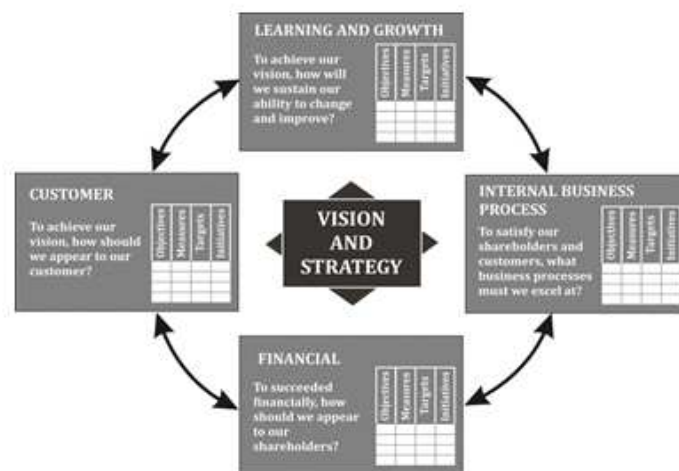 LEARNING AND GROWTH
To achieve our
vision, how will
we sustain our
ability to change
and improve?
Objectives
Measures
Targets
Initiatives
CUSTOMER
To achieve our
vision, how should
we appear to our
customer?
Objectives
Measures
Targets
Initiatives
VISION
AND
STRATEGY
INTERNAL BUSINESS
PROCESS
To satisfy our
shareholders and
customers, what
business processes
must we excel at?
Objectives
Measures
Targets
Initiatives
FINANCIAL
To succeeded
financially, how
should we appear
to our
shareholders?
Objectives
Measures
Targets
Initiatives